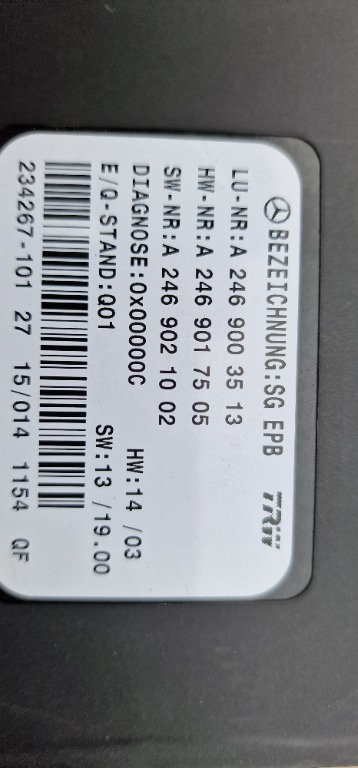 BEZEICHNUNG:SG EPB TRW
LU-NR:A 246 900 35 13
HW-NR:A 246 901 75 05
SW-NR:A 246 902 10 02
DIAGNOSE:0x00000C HW:14 /03
E/Q-STAND:Q01 SW:13 /19.00
234267-101 27 15/014 1154 QF